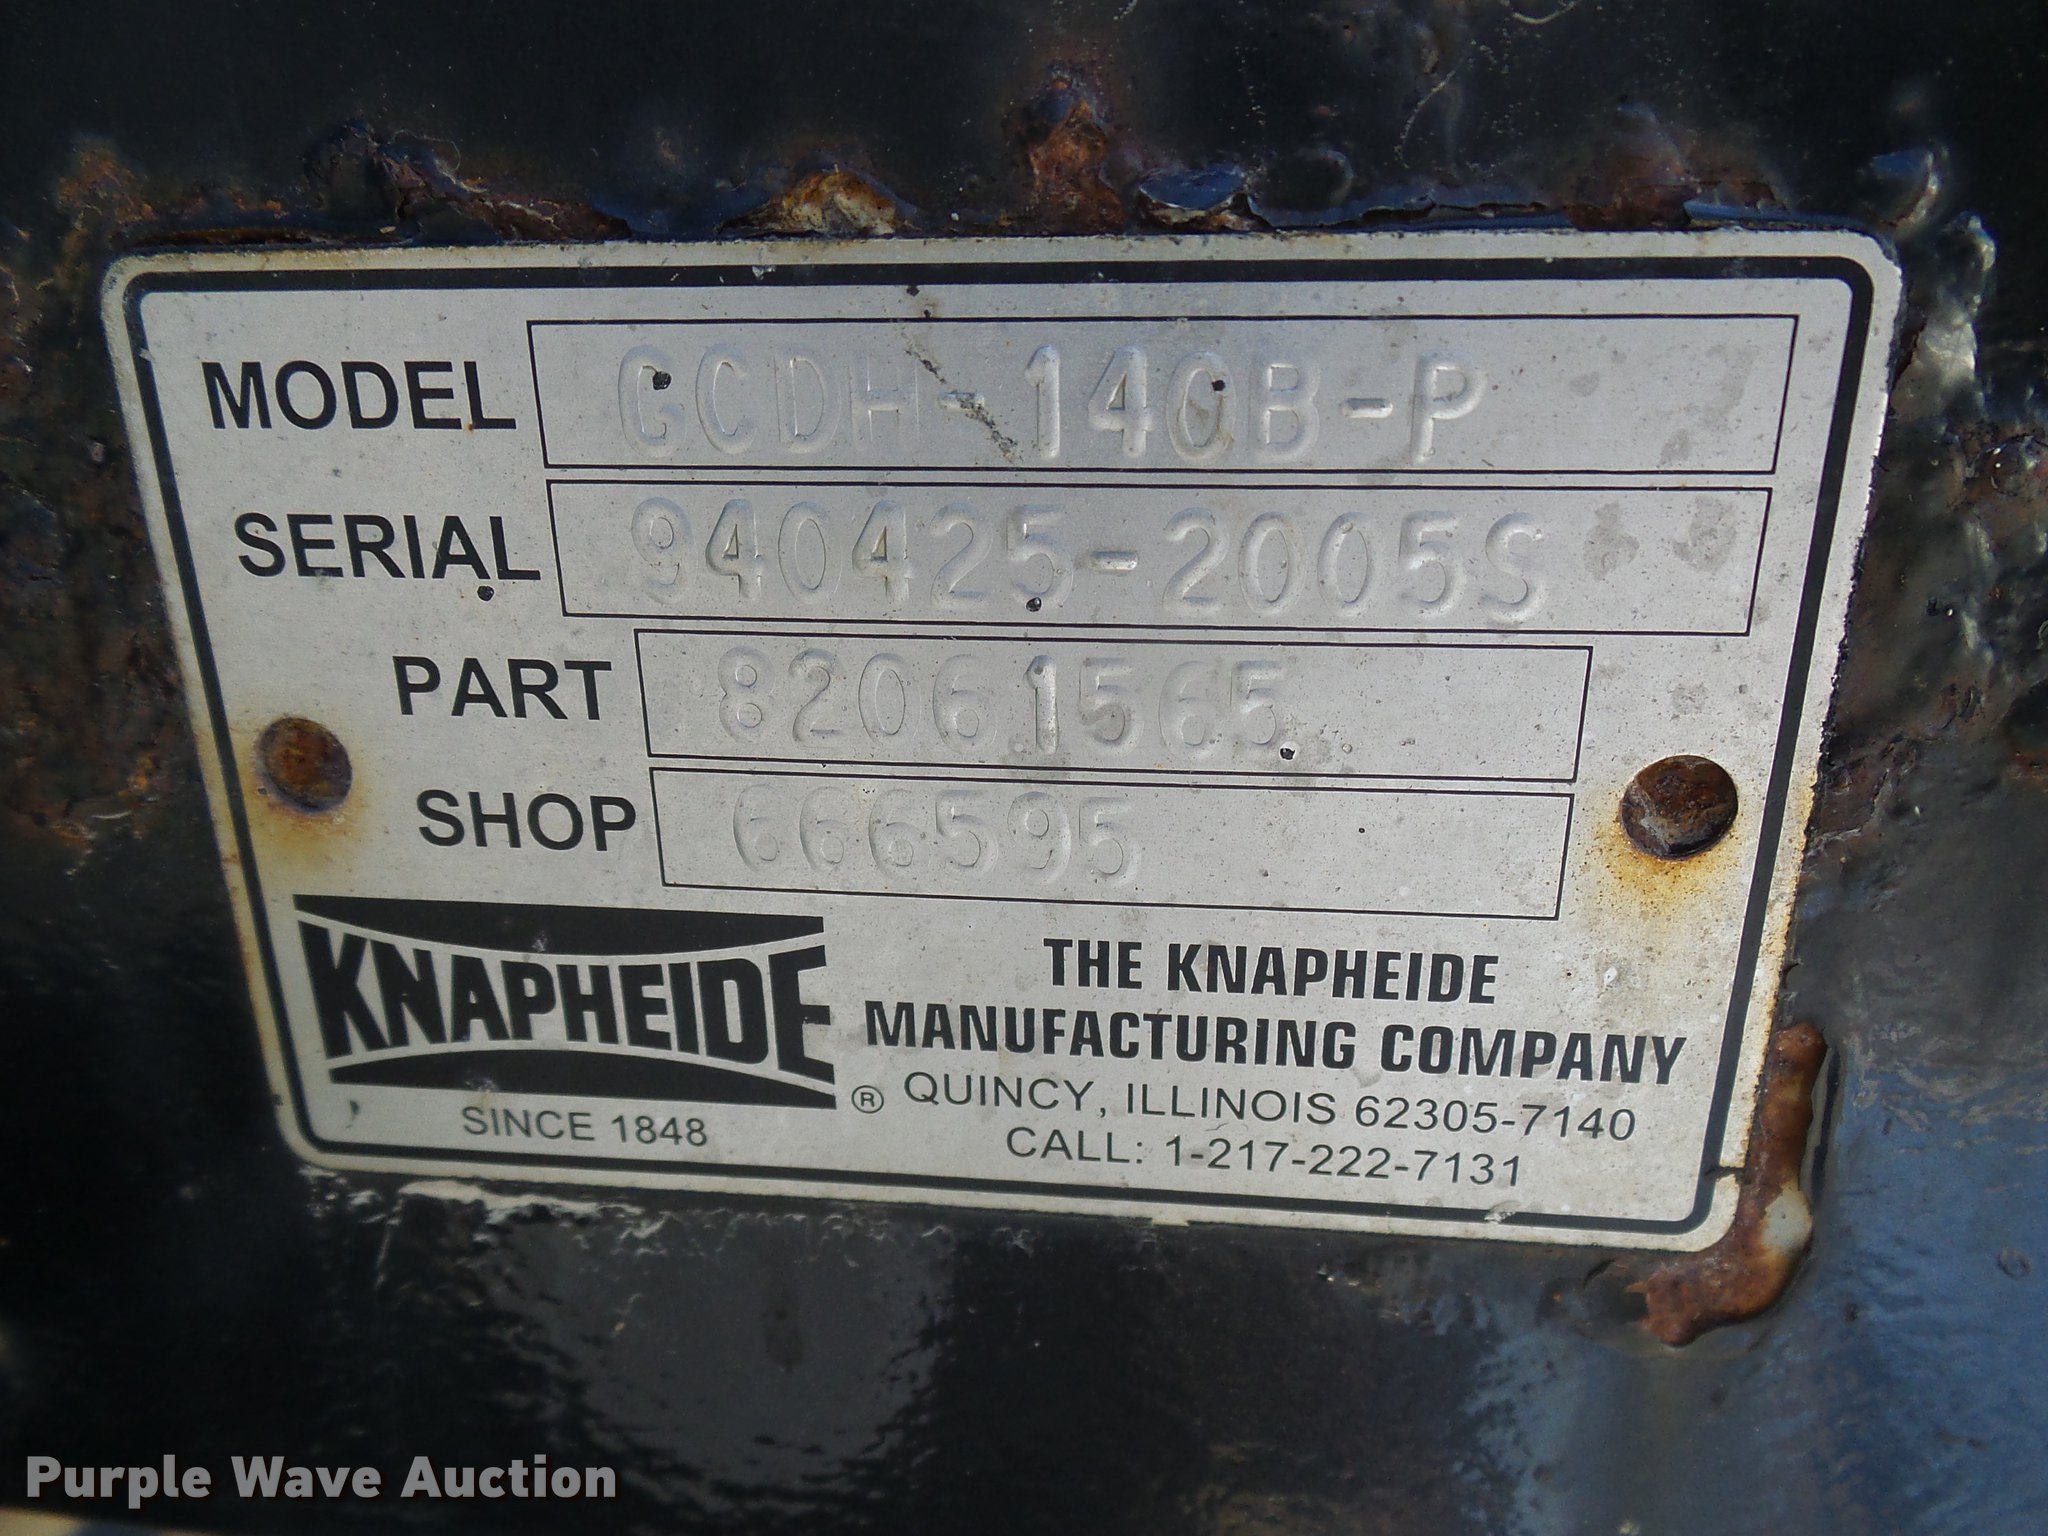 MODEL GCDH-140B-P
SERIAL 940425-2005S
PART 82061565
SHOP 666595
KNAPHEIDE ®
SINCE 1848
THE KNAPHEIDE
MANUFACTURING COMPANY
QUINCY, ILLINOIS 62305-7140
CALL: 1-217-222-7131
Purple Wave Auction